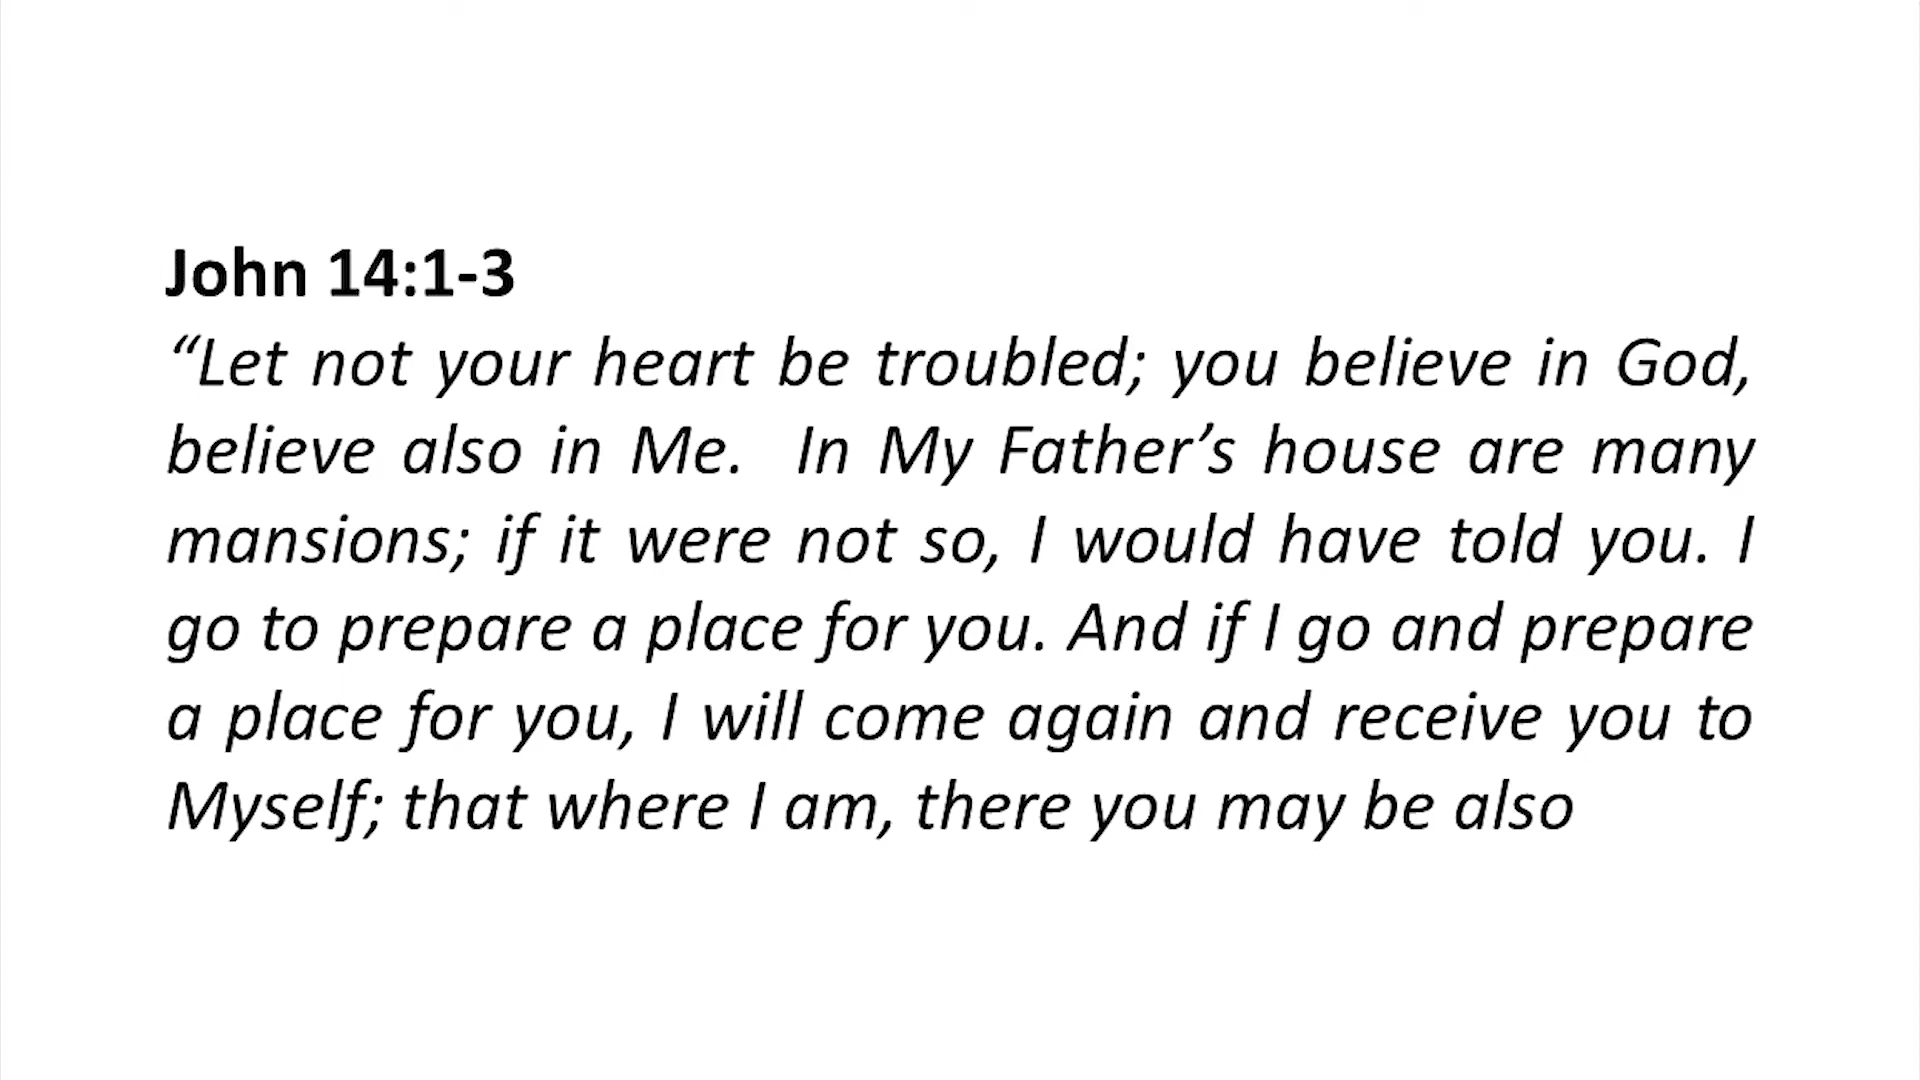 John 14:1-3
“Let not your heart be troubled; you believe in God,
believe also in Me.  In My Father’s house are many
mansions; if it were not so, I would have told you. I
go to prepare a place for you. And if I go and prepare
a place for you, I will come again and receive you to
Myself; that where I am, there you may be also